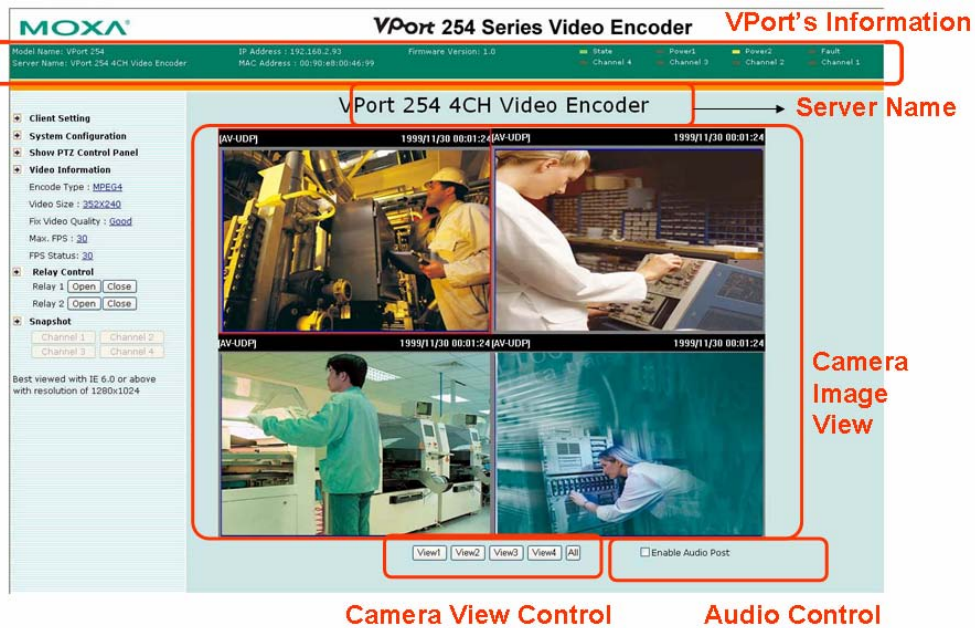 MOXA
VPort 254 Series Video Encoder
VPort's Information
Model Name: VPort 254
IP Address : 192.168.2.93
Firmware Version: 1.0
State
Power1
Power2
Fault
Server Name: VPort 254 4CH Video Encoder
MAC Address : 00:90:e8:00:46:99
Channel 4
Channel 3
Channel 2
Channel 1
VPort 254 4CH Video Encoder
Server Name
Client Setting
System Configuration
Show PTZ Control Panel
Video Information
Encode Type : MPEG4
Video Size : 352X240
Fix Video Quality : Good
Max. FPS : 30
FPS Status: 30
Relay Control
Relay 1 Open Close
Relay 2 Open Close
Snapshot
Channel 1 Channel 2
Channel 3 Channel 4
Best viewed with IE 6.0 or above
with resolution of 1280x1024
[AV-UDP] 1999/11/30 00:01:24
[AV-UDP] 1999/11/30 00:01:24
[AV-UDP] 1999/11/30 00:01:24
[AV-UDP] 1999/11/30 00:01:24
Camera
Image
View
View1 View2 View3 View4 All
Enable Audio Post
Camera View Control
Audio Control